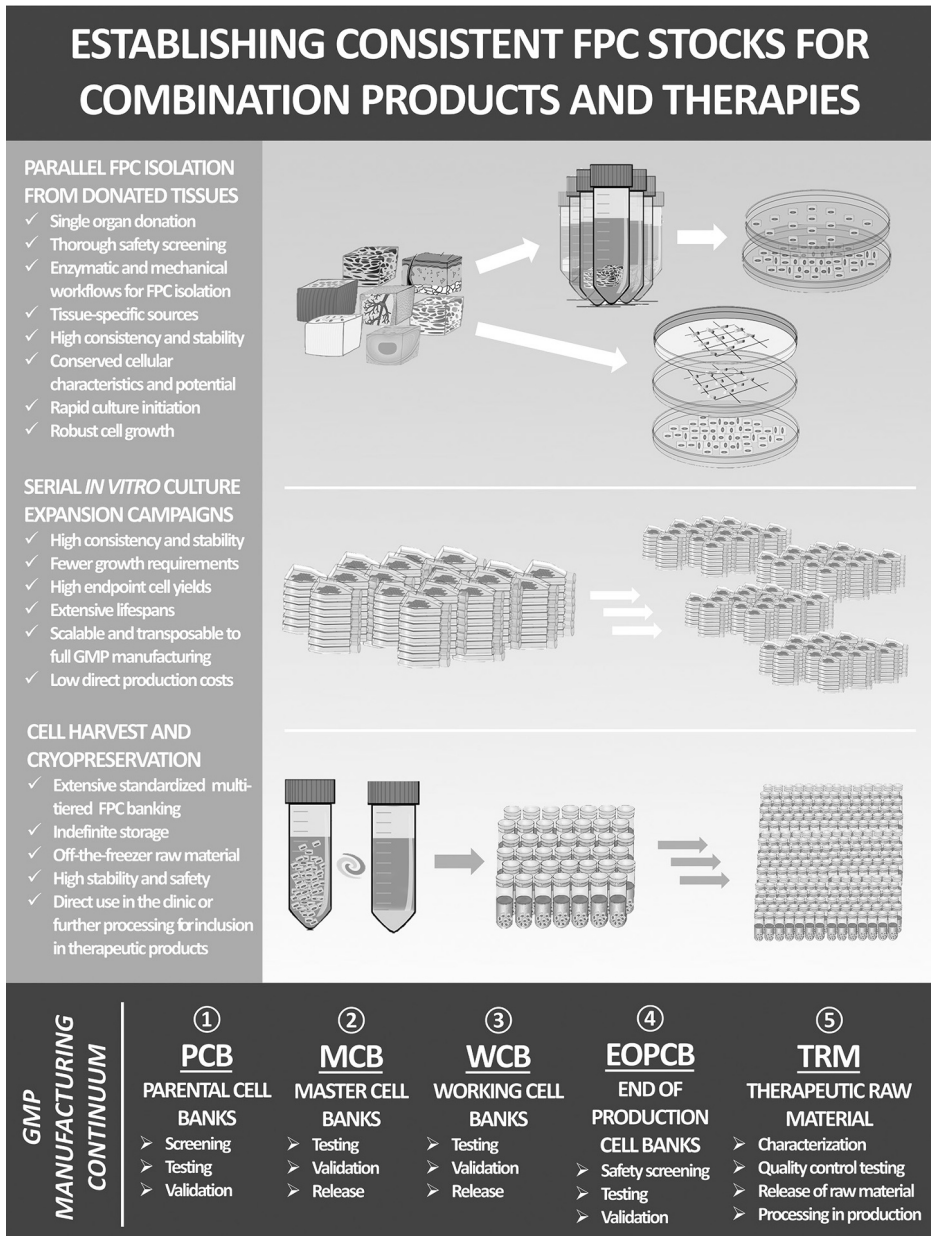 ESTABLISHING CONSISTENT FPC STOCKS FOR
COMBINATION PRODUCTS AND THERAPIES
PARALLEL FPC ISOLATION
FROM DONATED TISSUES
✓ Single organ donation
✓ Thorough safety screening
✓ Enzymatic and mechanical
workflows for FPC isolation
✓ Tissue-specific sources
✓ High consistency and stability
✓ Conserved cellular
characteristics and potential
✓ Rapid culture initiation
✓ Robust cell growth
SERIAL IN VITRO CULTURE
EXPANSION CAMPAIGNS
✓ High consistency and stability
✓ Fewer growth requirements
✓ High endpoint cell yields
✓ Extensive lifespans
✓ Scalable and transposable to
full GMP manufacturing
✓ Low direct production costs
CELL HARVEST AND
CRYOPRESERVATION
✓ Extensive standardized multi-
tiered FPC banking
✓ Indefinite storage
✓ Off-the-freezer raw material
✓ High stability and safety
✓ Direct use in the clinic or
further processing for inclusion
in therapeutic products
GMP
MANUFACTURING
CONTINUUM
①
PCB
PARENTAL CELL
BANKS
➢ Screening
➢ Testing
➢ Validation
②
MCB
MASTER CELL
BANKS
➢ Testing
➢ Validation
➢ Release
③
WCB
WORKING CELL
BANKS
➢ Testing
➢ Validation
➢ Release
④
EOPCB
END OF
PRODUCTION
CELL BANKS
➢ Safety screening
➢ Testing
➢ Validation
⑤
TRM
THERAPEUTIC RAW
MATERIAL
➢ Characterization
➢ Quality control testing
➢ Release of raw material
➢ Processing in production